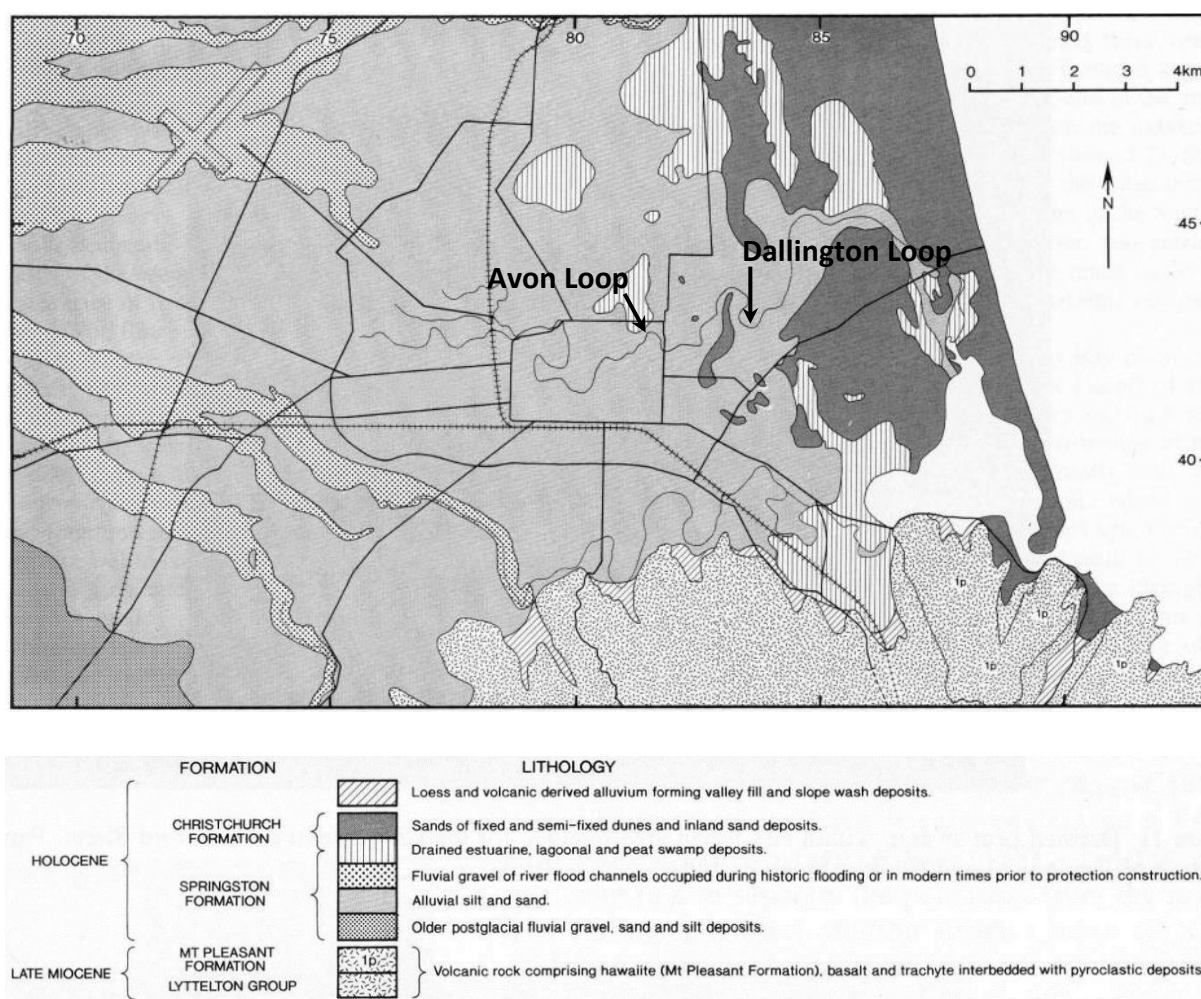 70 75 80 85 90
0 1 2 3 4km
N
45
Dallington Loop
Avon Loop
40
1p
1p
1p
1p
1p
FORMATION LITHOLOGY
Loess and volcanic derived alluvium forming valley fill and slope wash deposits.
CHRISTCHURCH Sands of fixed and semi-fixed dunes and inland sand deposits.
FORMATION Drained estuarine, lagoonal and peat swamp deposits.
HOLOCENE
Fluvial gravel of river flood channels occupied during historic flooding or in modern times prior to protection construction.
SPRINGSTON
FORMATION Alluvial silt and sand.
Older postglacial fluvial gravel, sand and silt deposits.
MT PLEASANT
FORMATION 1p
LATE MIOCENE Volcanic rock comprising hawaiite (Mt Pleasant Formation), basalt and trachyte interbedded with pyroclastic deposits
LYTTELTON GROUP